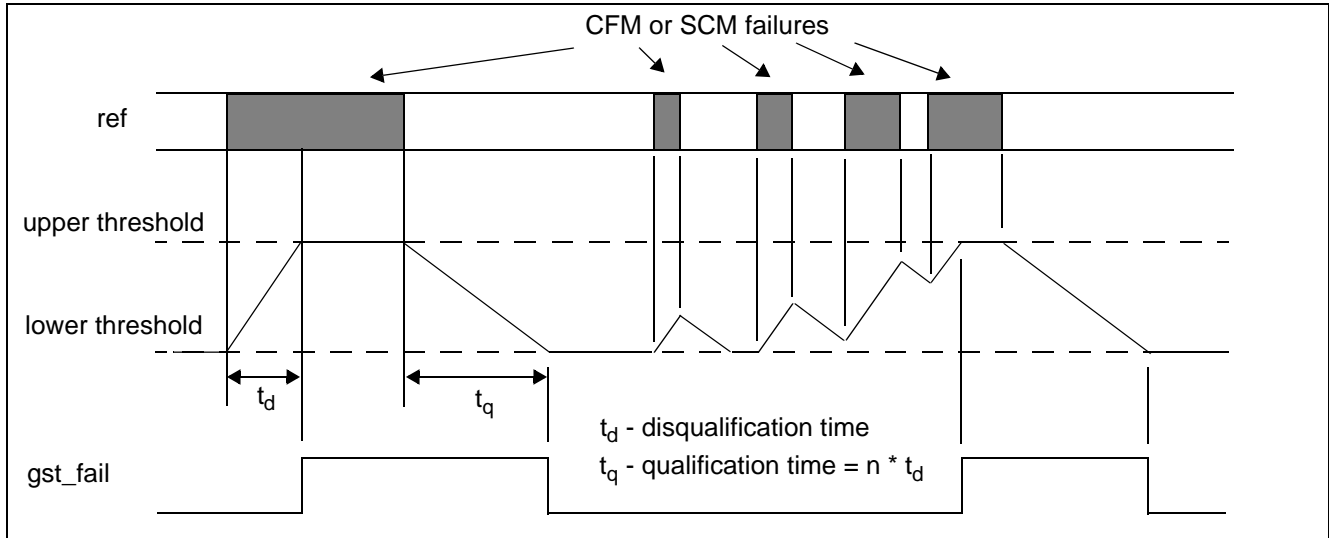 CFM or SCM failures
ref
upper threshold
lower threshold
t_d
t_q
t_d - disqualification time
t_q - qualification time = n * t_d
gst_fail